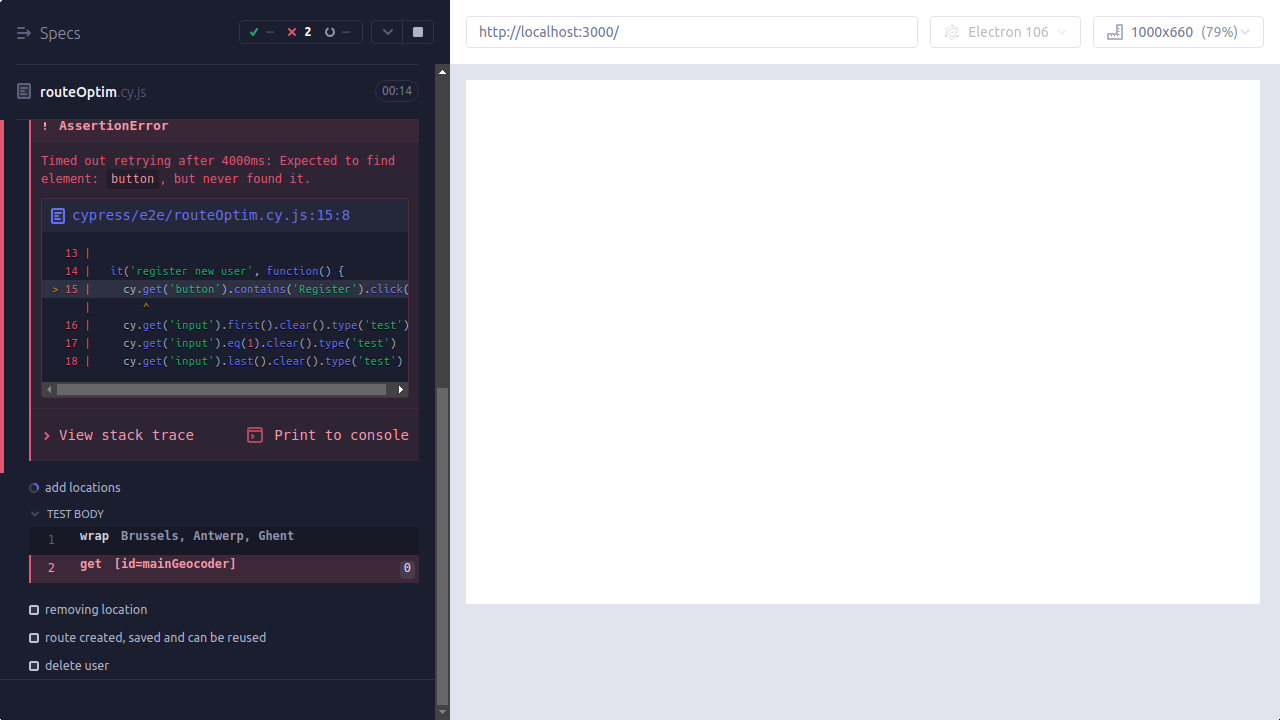 Specs
-- 2 --
http://localhost:3000/
Electron 106
1000x660 (79%)
routeOptim.cy.js
00:14
! AssertionError
Timed out retrying after 4000ms: Expected to find
element: button, but never found it.
cypress/e2e/routeOptim.cy.js:15:8
13 |
14 | it('register new user', function() {
> 15 | cy.get('button').contains('Register').click(
| ^
16 | cy.get('input').first().clear().type('test')
17 | cy.get('input').eq(1).clear().type('test')
18 | cy.get('input').last().clear().type('test')
View stack trace
Print to console
add locations
TEST BODY
1 wrap Brussels, Antwerp, Ghent
2 get [id=mainGeocoder] 0
removing location
route created, saved and can be reused
delete user